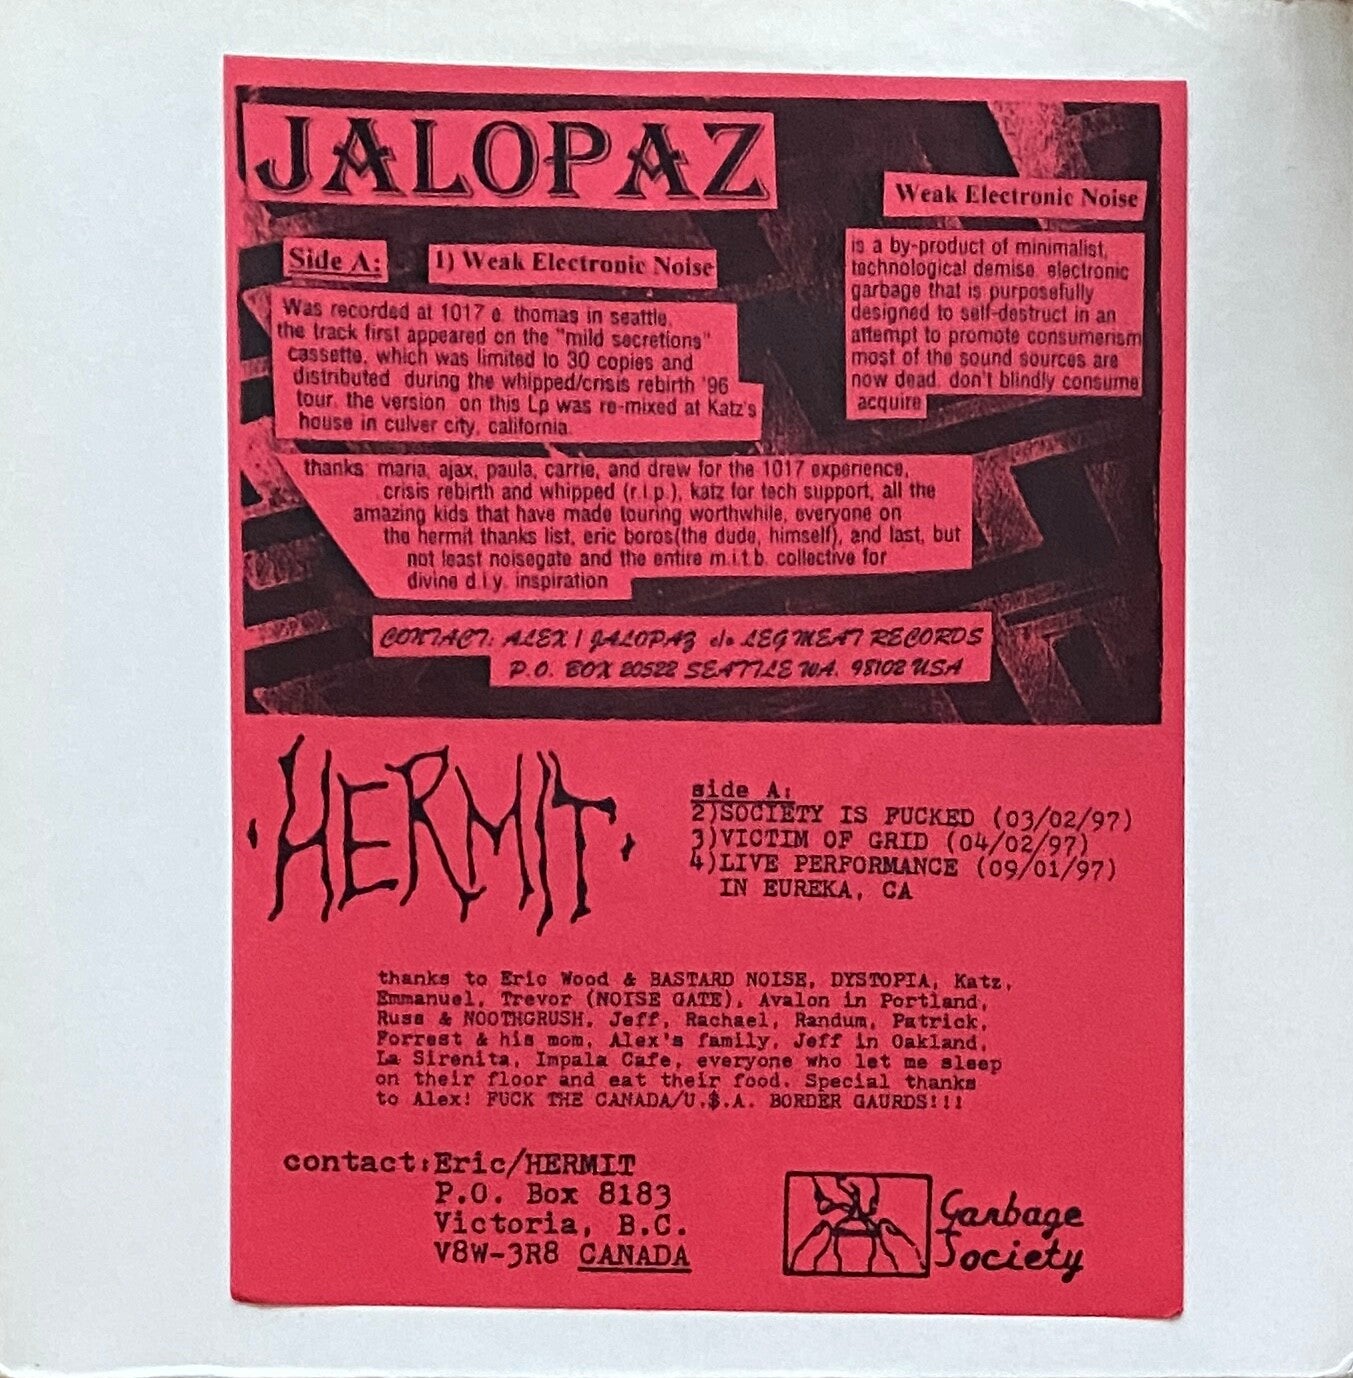 JALOPAZ
Side A: 1) Weak Electronic Noise
Was recorded at 1017 e. thomas in seattle.
the track first appeared on the "mild secretions"
cassette, which was limited to 30 copies and
distributed during the whipped/crisis rebirth '96
tour. the version on this Lp was re-mixed at Katz's
house in culver city, california.
Weak Electronic Noise
is a by-product of minimalist,
technological demise. electronic
garbage that is purposefully
designed to self-destruct in an
attempt to promote consumerism
most of the sound sources are
now dead. don't blindly consume
acquire
thanks: maria, ajax, paula, carrie, and drew for the 1017 experience,
crisis rebirth and whipped (r.i.p.), katz for tech support, all the
amazing kids that have made touring worthwhile, everyone on
the hermit thanks list, eric boros(the dude, himself), and last, but
not least noisegate and the entire m.i.t.b. collective for
divine d.i.y. inspiration
CONTACT: ALEX / JALOPAZ c/o LEG MEAT RECORDS
P.O. BOX 20522 SEATTLE WA. 98102 USA
·HERMIT·
side A:
2)SOCIETY IS FUCKED (03/02/97)
3)VICTIM OF GRID (04/02/97)
4)LIVE PERFORMANCE (09/01/97)
IN EUREKA, CA
thanks to Eric Wood & BASTARD NOISE, DYSTOPIA, Katz,
Emmanuel, Trevor (NOISE GATE), Avalon in Portland,
Russ & NOOTHGRUSH, Jeff, Rachael, Randum, Patrick,
Forrest & his mom, Alex's family, Jeff in Oakland,
La Sirenita, Impala Cafe, everyone who let me sleep
on their floor and eat their food. Special thanks
to Alex! FUCK THE CANADA/U.$.A. BORDER GAURDS!!!
contact:Eric/HERMIT
P.O. Box 8183
Victoria, B.C.
V8W-3R8 CANADA
Garbage
Society